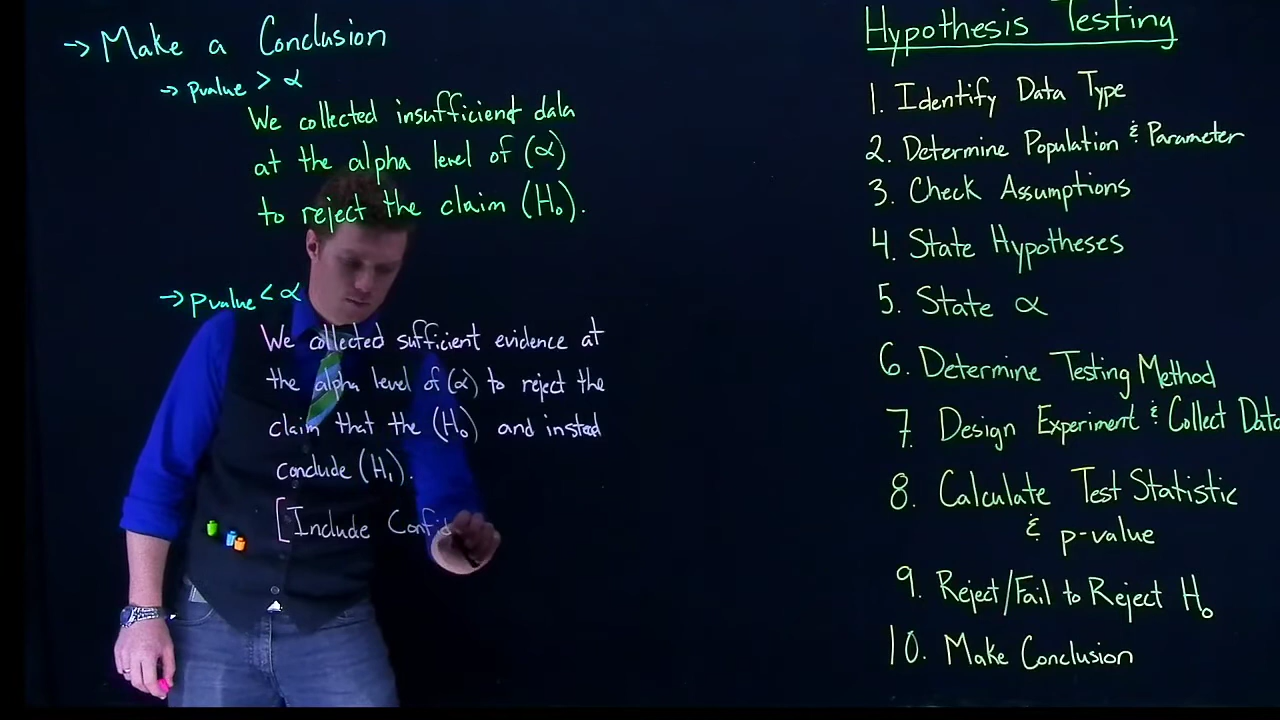 → Make a Conclusion
→ pvalue > α
We collected insufficient data
at the alpha level of (α)
to reject the claim (H₀).
→ pvalue < α
We collected sufficient evidence at
the alpha level of (α) to reject the
claim that the (H₀) and instead
conclude (H₁).
[Include Confid
Hypothesis Testing
1. Identify Data Type
2. Determine Population & Parameter
3. Check Assumptions
4. State Hypotheses
5. State α
6. Determine Testing Method
7. Design Experiment & Collect Data
8. Calculate Test Statistic
& p-value
9. Reject/Fail to Reject H₀
10. Make Conclusion